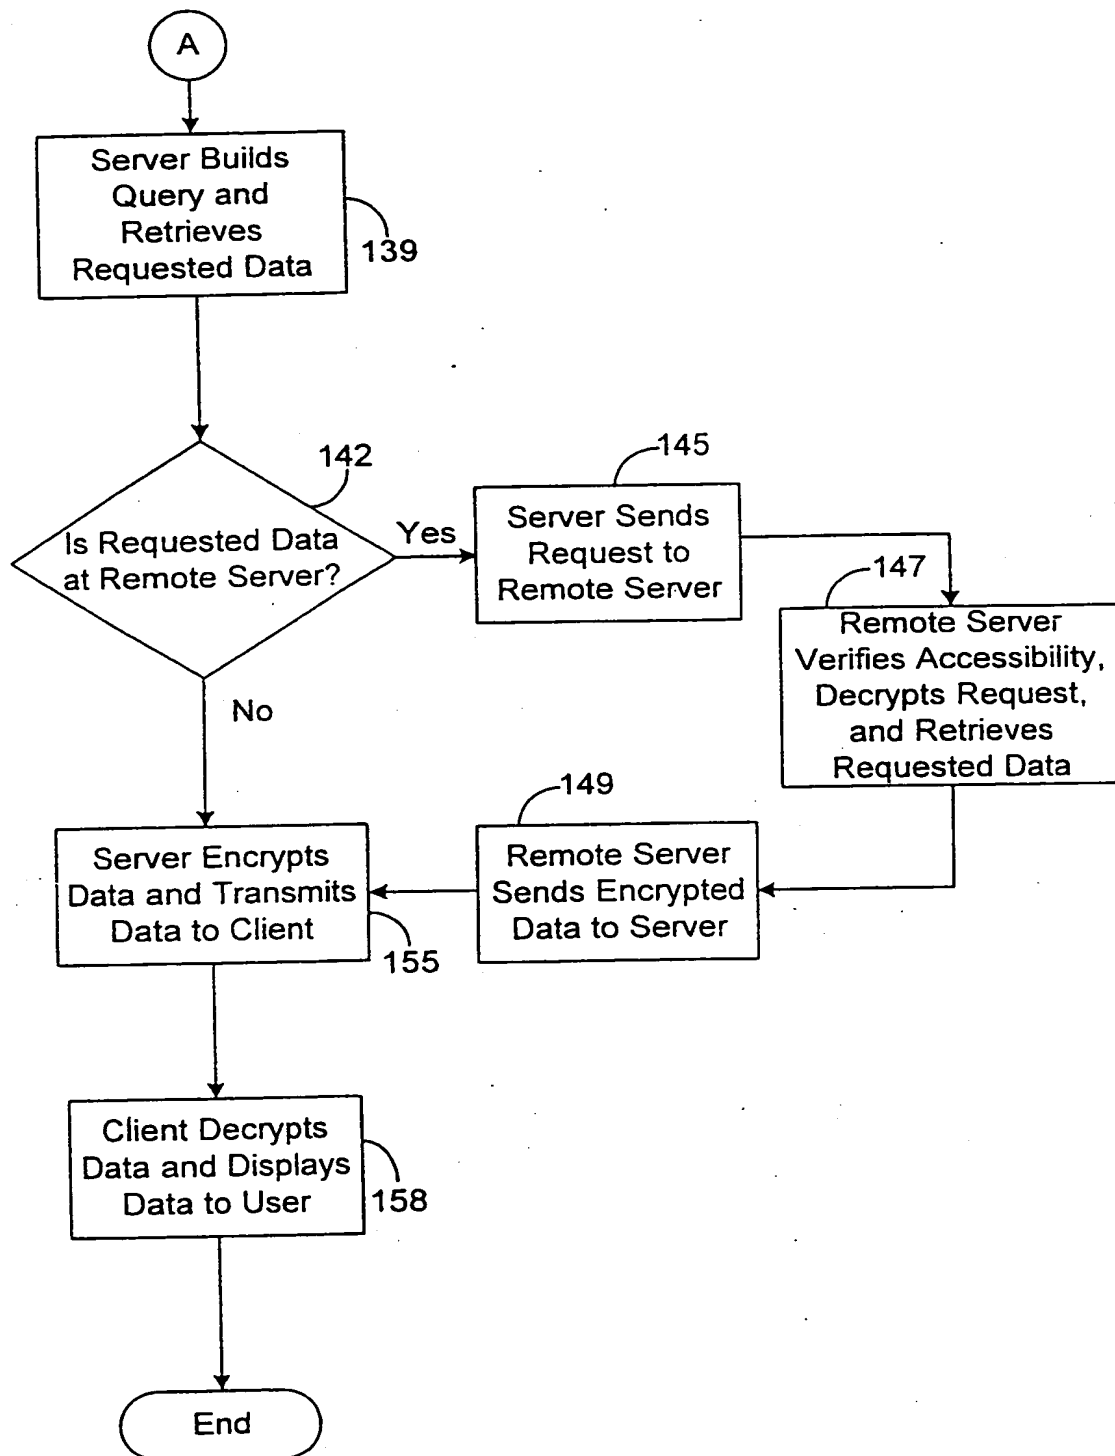 A
Server Builds
Query and
Retrieves
Requested Data
139
142
Is Requested Data
at Remote Server?
Yes
145
Server Sends
Request to
Remote Server
147
Remote Server
Verifies Accessibility,
Decrypts Request,
and Retrieves
Requested Data
No
149
Remote Server
Sends Encrypted
Data to Server
Server Encrypts
Data and Transmits
Data to Client
155
Client Decrypts
Data and Displays
Data to User
158
End